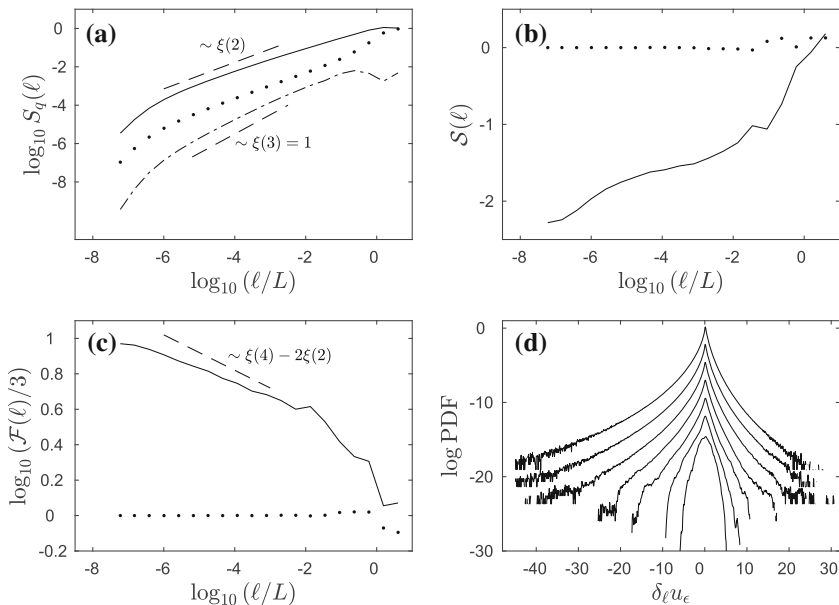 (a)
∼ ξ(2)
∼ ξ(3) = 1
0
-2
-4
-6
-8
log₁₀ S_q(ℓ)
-8 -6 -4 -2 0
log₁₀ (ℓ/L)
(b)
0
-1
-2
𝒮(ℓ)
-8 -6 -4 -2 0
log₁₀ (ℓ/L)
(c)
∼ ξ(4) − 2ξ(2)
1
0.8
0.6
0.4
0.2
0
0.2
log₁₀ (ℱ(ℓ)/3)
-8 -6 -4 -2 0
log₁₀ (ℓ/L)
(d)
0
-10
-20
-30
log PDF
-40 -30 -20 -10 0 10 20 30
δ_ℓ u_ϵ